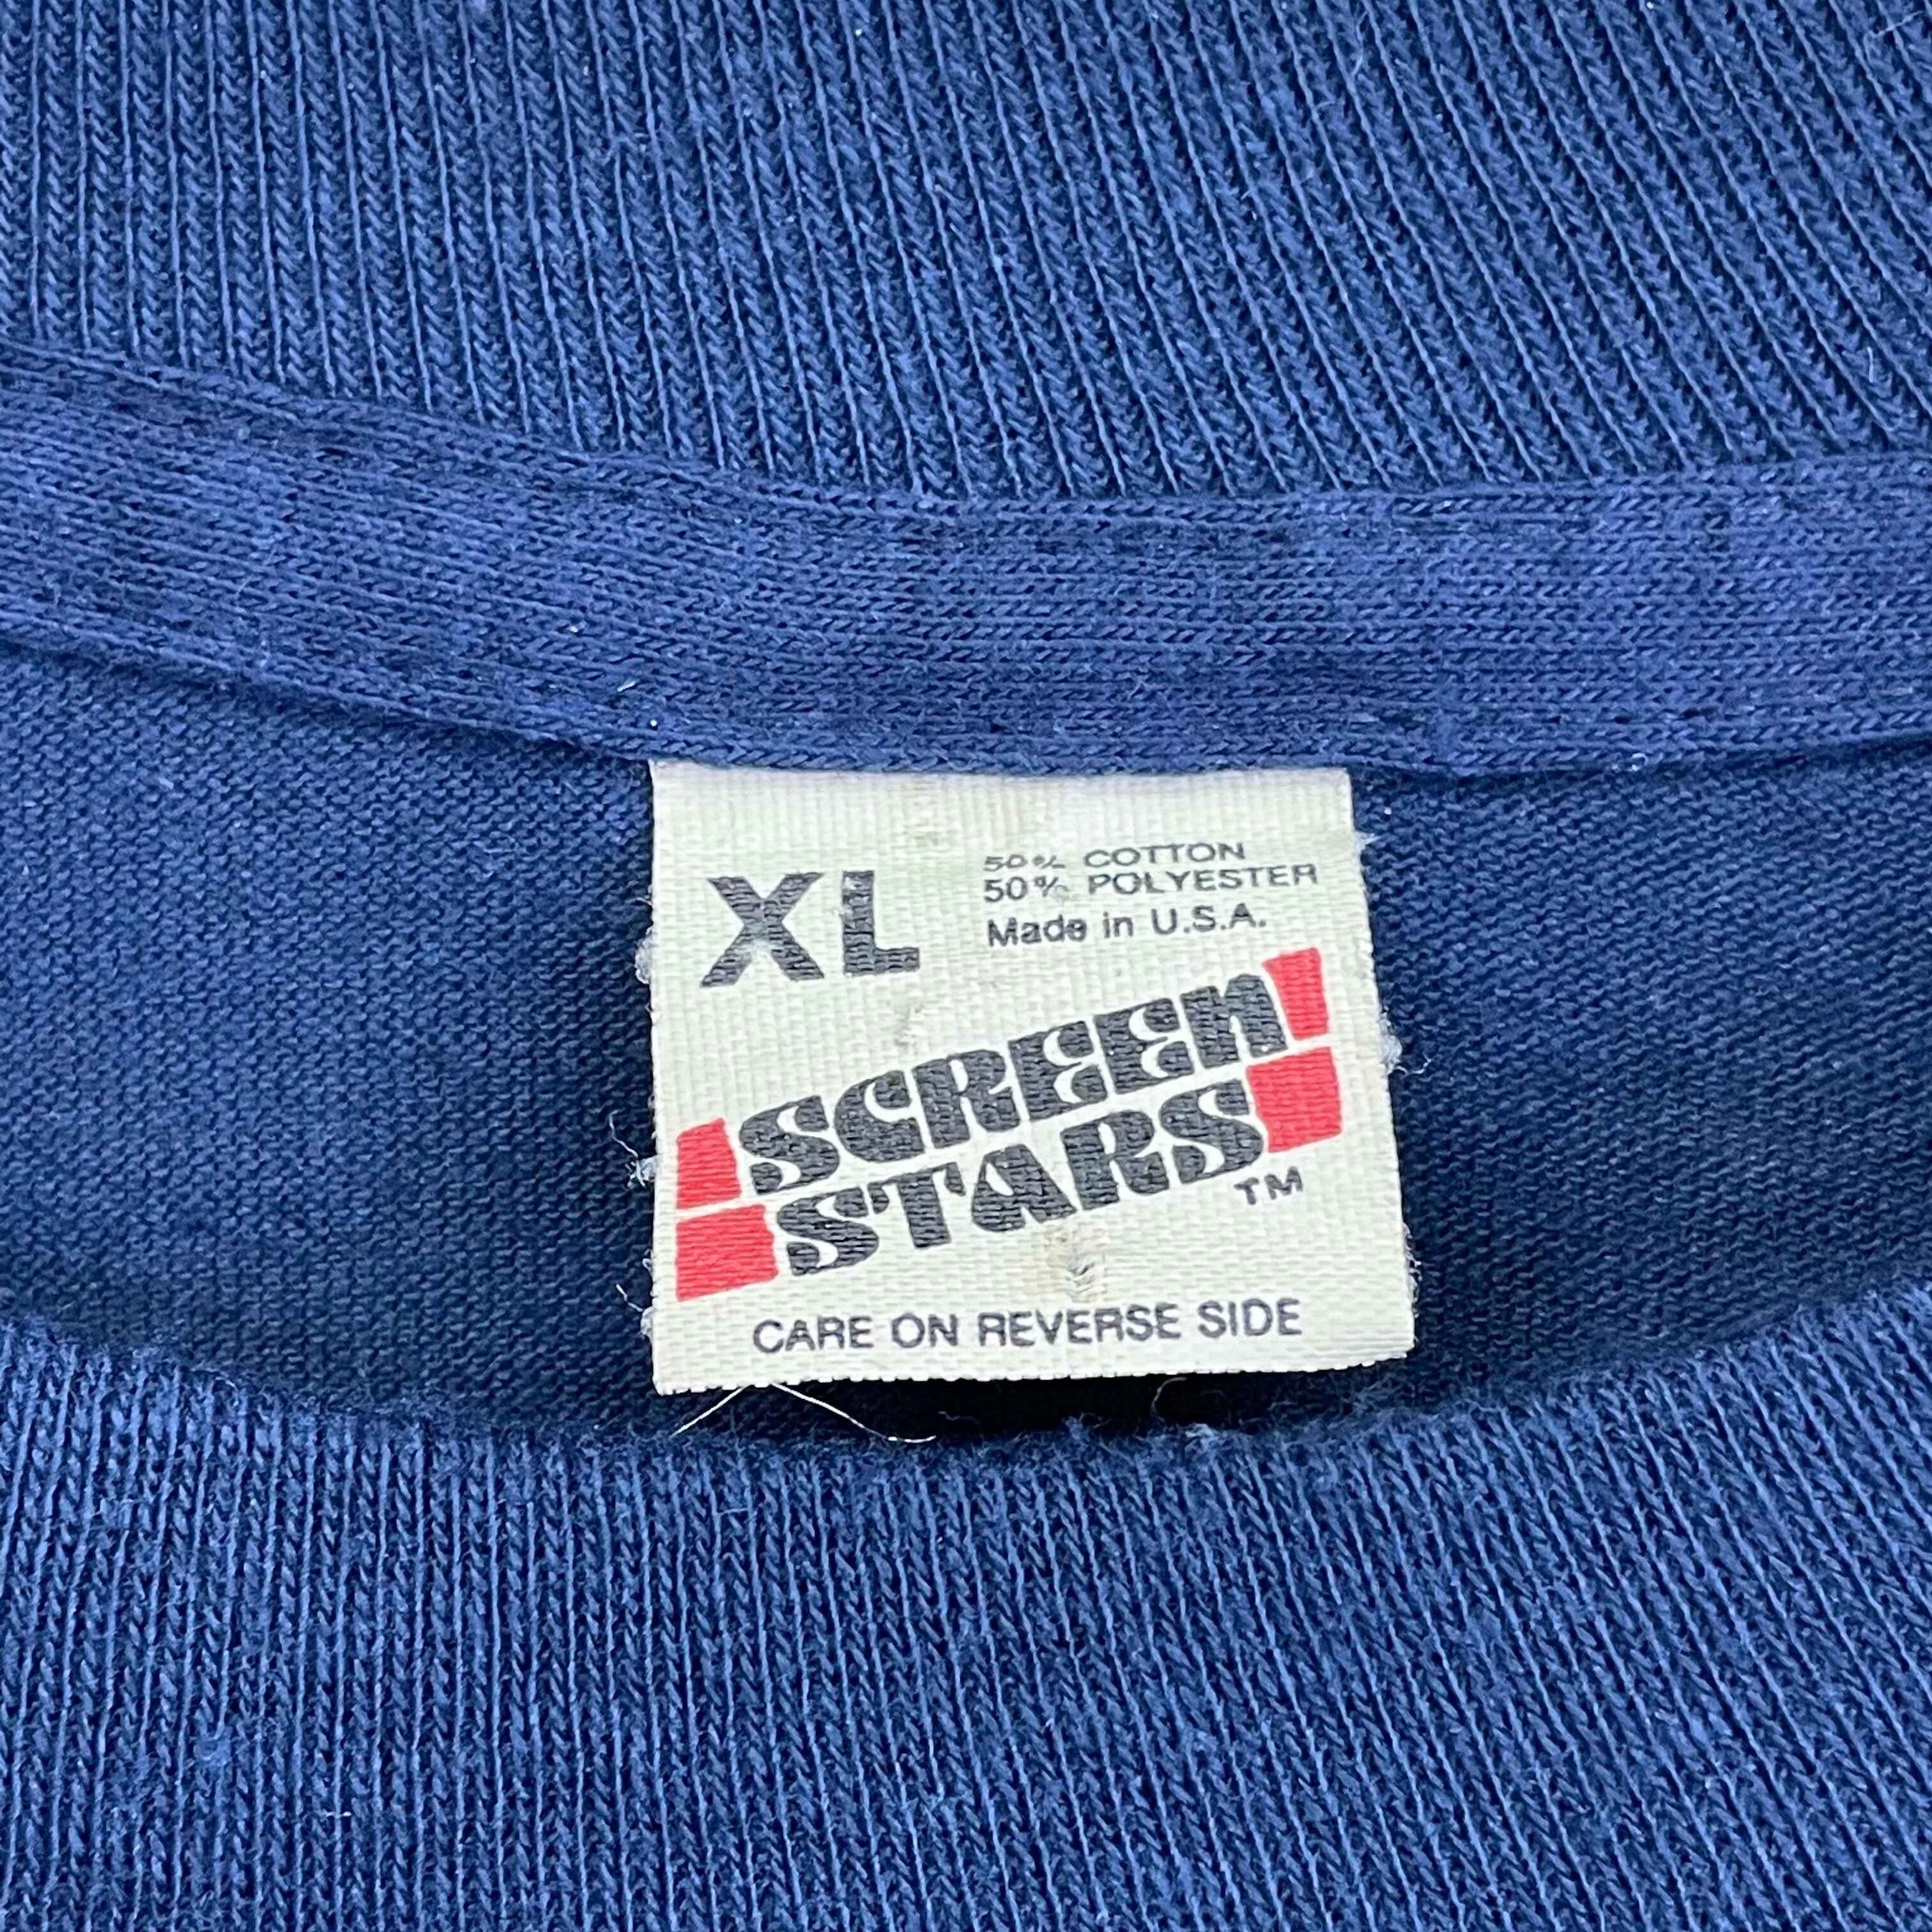 XL
50% COTTON
50% POLYESTER
Made in U.S.A.
SCREEN
STARS
TM
CARE ON REVERSE SIDE